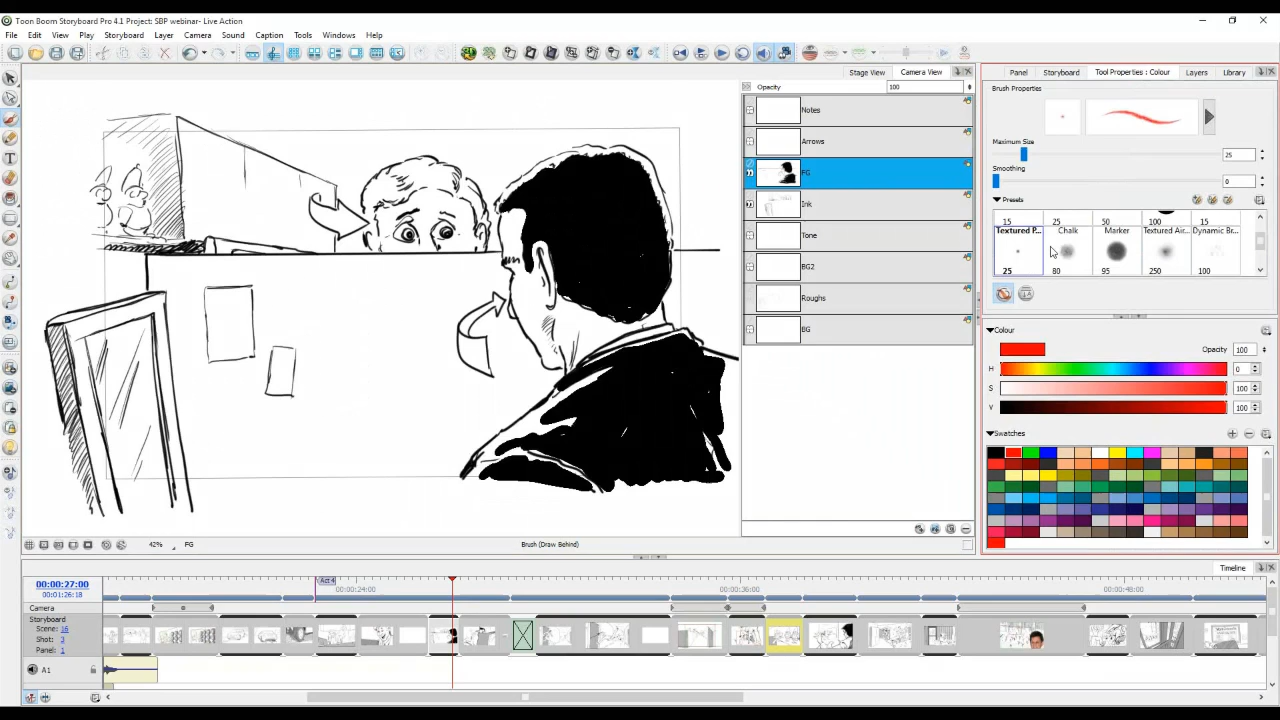 Toon Boom Storyboard Pro 4.1 Project: SBP webinar- Live Action
File Edit View Play Storyboard Layer Camera Sound Caption Tools Windows Help
Stage View Camera View
Opacity 100
Notes
Arrows
FG
Ink
Tone
BG2
Roughs
BG
Panel Storyboard Tool Properties : Colour Layers Library
Brush Properties
Maximum Size
25
Smoothing
0
Presets
15 25 50 100 15
Textured P... Chalk Marker Textured Air... Dynamic Br...
25 80 95 250 100
Colour
Opacity 100
H 0
S 100
V 100
Swatches
42% FG Brush (Draw Behind)
Timeline
00:00:27:00
00:01:26:18
Act 4
00:00:24:00 00:00:36:00 00:00:48:00
Camera
Storyboard
Scene: 16
Shot: 3
Panel: 1
A1